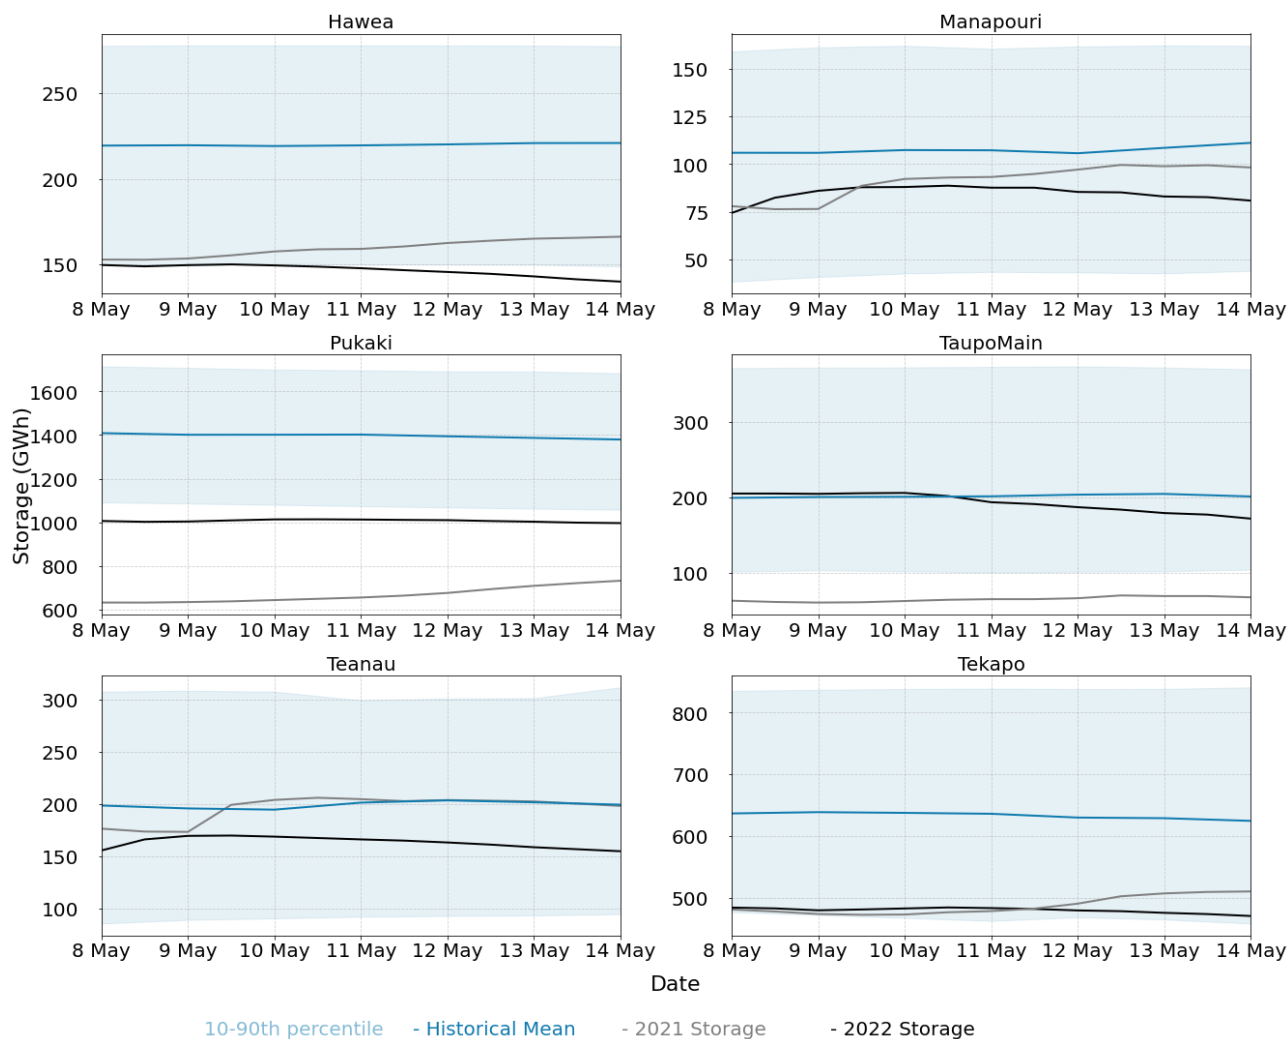 Hawea
250
200
150
8 May 9 May 10 May 11 May 12 May 13 May 14 May
Manapouri
150
125
100
75
50
8 May 9 May 10 May 11 May 12 May 13 May 14 May
Storage (GWh)
Pukaki
1600
1400
1200
1000
800
600
8 May 9 May 10 May 11 May 12 May 13 May 14 May
TaupoMain
300
200
100
8 May 9 May 10 May 11 May 12 May 13 May 14 May
Teanau
300
250
200
150
100
8 May 9 May 10 May 11 May 12 May 13 May 14 May
Tekapo
800
700
600
500
8 May 9 May 10 May 11 May 12 May 13 May 14 May
Date
10-90th percentile - Historical Mean - 2021 Storage - 2022 Storage